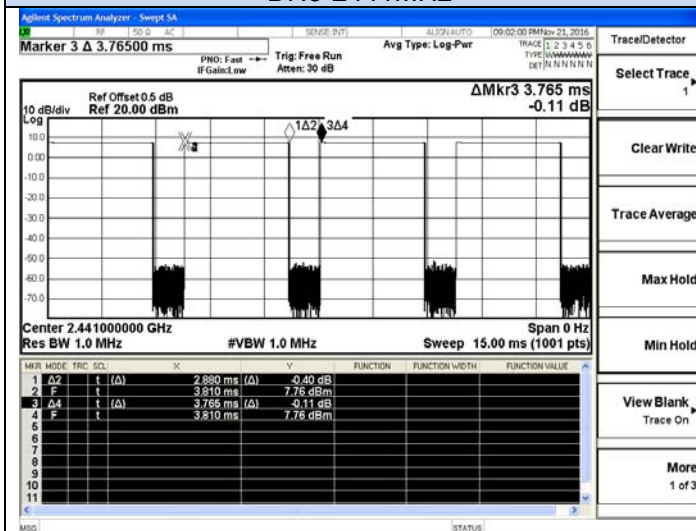 Agilent Spectrum Analyzer - Swept SA
RF 50 Ω AC SENSE:INT ALIGNAUTO 09:02:00 PM Nov 21, 2016
Marker 3 Δ 3.76500 ms
PNO: Fast
IFGain:Low
Trig: Free Run
Atten: 30 dB
Avg Type: Log-Pwr
TRACE 1 2 3 4 5 6
TYPE
DET N N N N N N
Trace/Detector
Select Trace
1
Clear Write
Trace Average
Max Hold
Min Hold
View Blank
Trace On
More
1 of 3
ΔMkr3 3.765 ms
-0.11 dB
Ref Offset 0.5 dB
10 dB/div Ref 20.00 dBm
Log
1Δ2 3Δ4
10.0
0.00
-10.0
-20.0
-30.0
-40.0
-50.0
-60.0
-70.0
Center 2.441000000 GHz Span 0 Hz
Res BW 1.0 MHz #VBW 1.0 MHz Sweep 15.00 ms (1001 pts)
MKR MODE TRC SCL X Y FUNCTION FUNCTION WIDTH FUNCTION VALUE
1 Δ2 t (Δ) 2.880 ms (Δ) -0.40 dB
2 F t 3.810 ms 7.76 dBm
3 Δ4 t (Δ) 3.765 ms (Δ) -0.11 dB
4 F t 3.810 ms 7.76 dBm
5
6
7
8
9
10
11
MSG STATUS